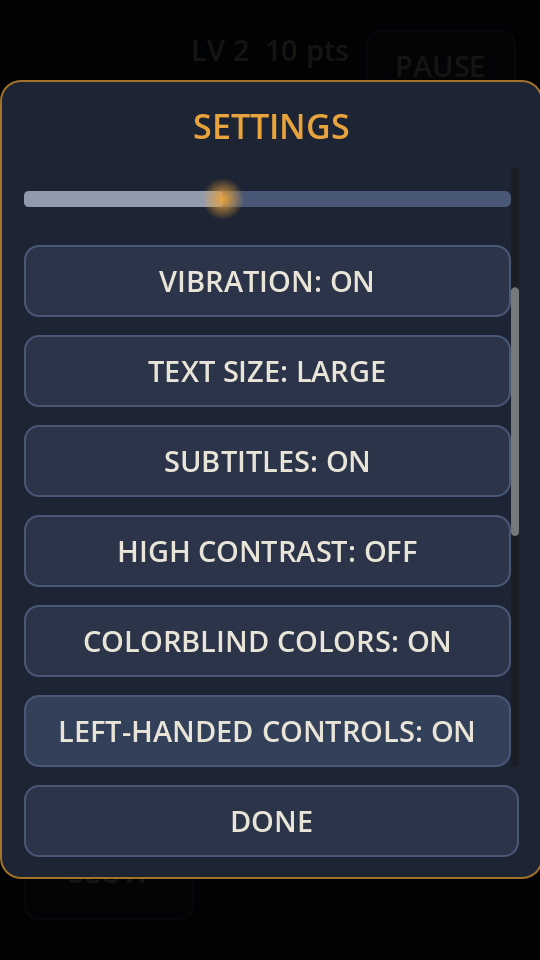 LV 2  10 pts
PAUSE
SETTINGS
VIBRATION: ON
TEXT SIZE: LARGE
SUBTITLES: ON
HIGH CONTRAST: OFF
COLORBLIND COLORS: ON
LEFT-HANDED CONTROLS: ON
DONE